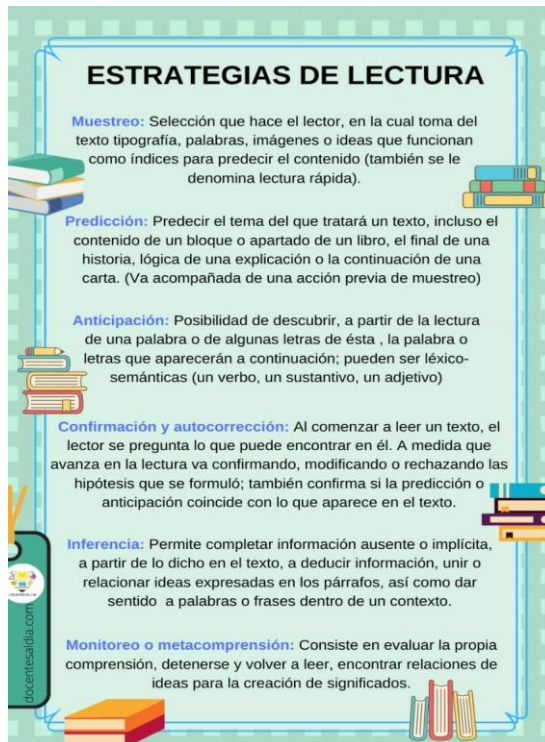 ESTRATEGIAS DE LECTURA
Muestreo: Selección que hace el lector, en la cual toma del
texto tipografía, palabras, imágenes o ideas que funcionan
como índices para predecir el contenido (también se le
denomina lectura rápida).
Predicción: Predecir el tema del que tratará un texto, incluso el
contenido de un bloque o apartado de un libro, el final de una
historia, lógica de una explicación o la continuación de una
carta. (Va acompañada de una acción previa de muestreo)
Anticipación: Posibilidad de descubrir, a partir de la lectura
de una palabra o de algunas letras de ésta , la palabra o
letras que aparecerán a continuación; pueden ser léxico-
semánticas (un verbo, un sustantivo, un adjetivo)
Confirmación y autocorrección: Al comenzar a leer un texto, el
lector se pregunta lo que puede encontrar en él. A medida que
avanza en la lectura va confirmando, modificando o rechazando las
hipótesis que se formuló; también confirma si la predicción o
anticipación coincide con lo que aparece en el texto.
Inferencia: Permite completar información ausente o implícita,
a partir de lo dicho en el texto, a deducir información, unir o
relacionar ideas expresadas en los párrafos, así como dar
sentido a palabras o frases dentro de un contexto.
Monitoreo o metacomprensión: Consiste en evaluar la propia
comprensión, detenerse y volver a leer, encontrar relaciones de
ideas para la creación de significados.
docentesaldia.com